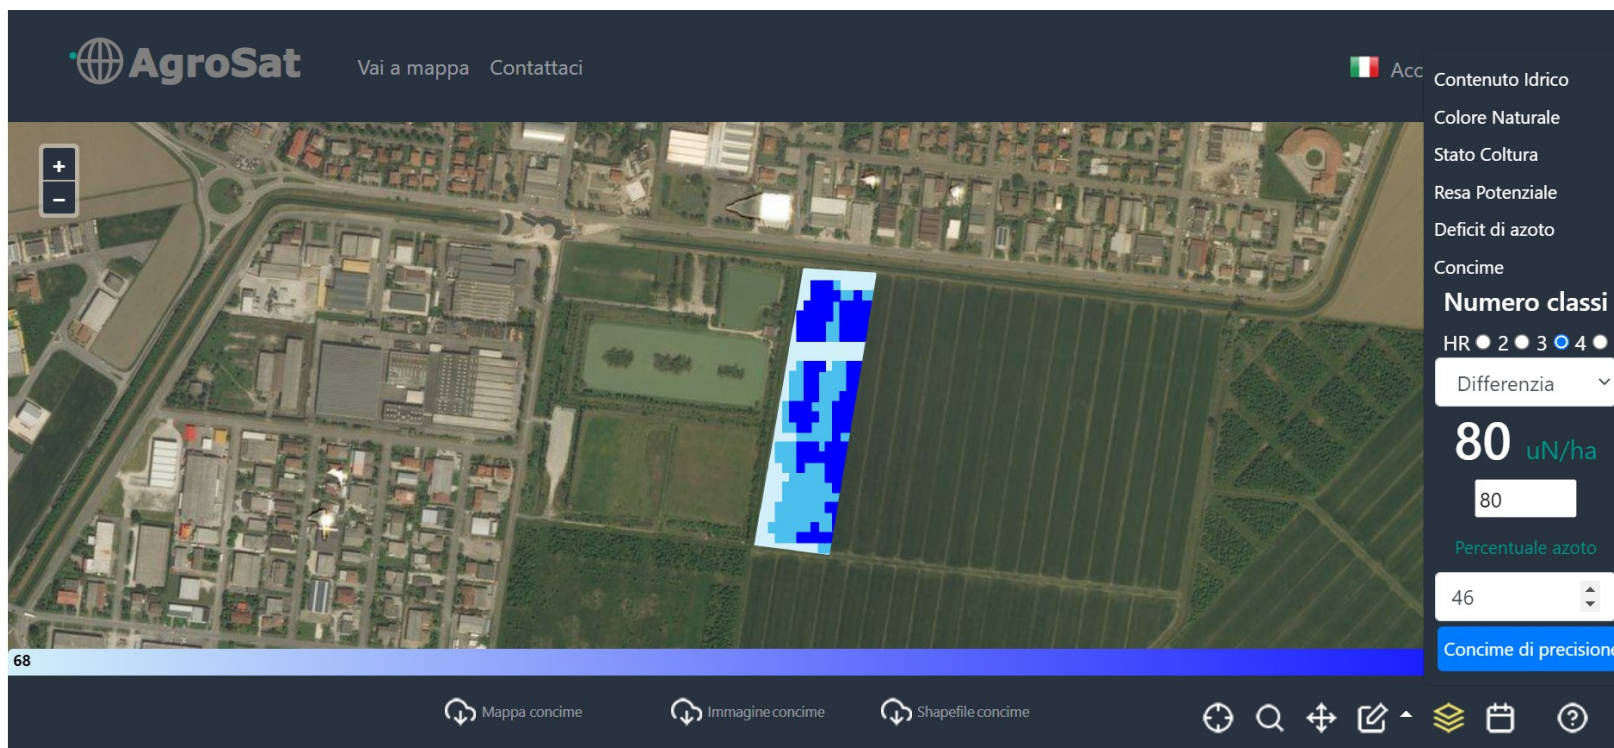 AgroSat
Vai a mappa Contattaci
Acc
Contenuto Idrico
Colore Naturale
Stato Coltura
Resa Potenziale
Deficit di azoto
Concime
Numero classi
HR 2 3 4
Differenzia
80 uN/ha
80
Percentuale azoto
46
Concime di precisione
+
−
68
Mappa concime Immagine concime Shapefile concime
?